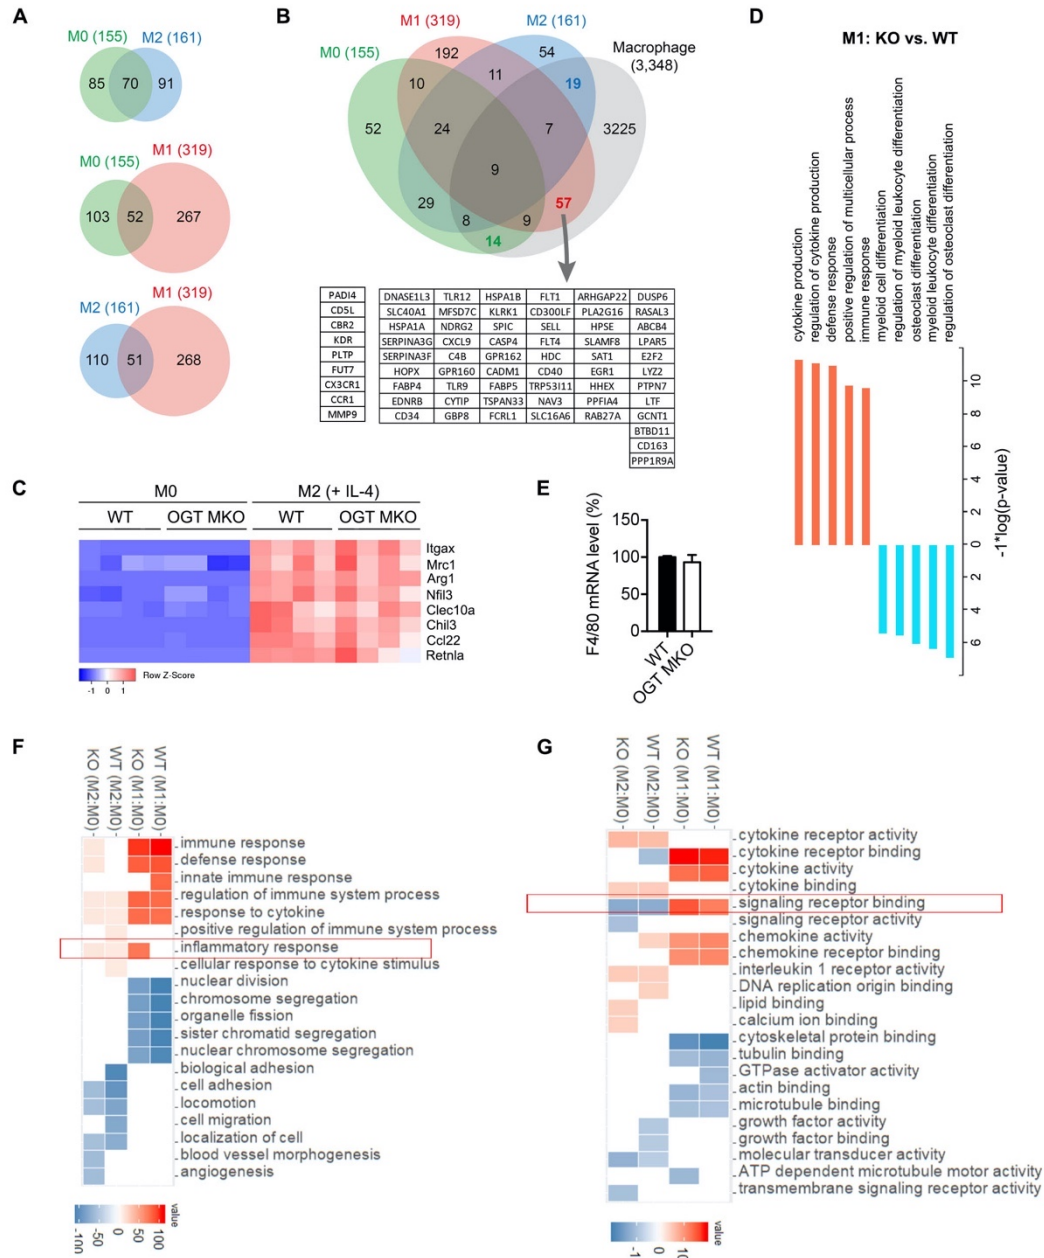 A
M0 (155)
M2 (161)
85 70 91
M0 (155)
M1 (319)
103 52 267
M2 (161)
M1 (319)
110 51 268
B
M0 (155)
M1 (319)
M2 (161)
Macrophage
(3,348)
192 54
10 11 19
52 24 7 3225
9
29 57
8 9
14
PADI4
CD5L
CBR2
KDR
PLTP
FUT7
CX3CR1
CCR1
MMP9
DNASE1L3 TLR12 HSPA1B FLT1 ARHGAP22 DUSP6
SLC40A1 MFSD7C KLRK1 CD300LF PLA2G16 RASAL3
HSPA1A NDRG2 SPIC SELL HPSE ABCB4
SERPINA3G CXCL9 CASP4 FLT4 SLAMF8 LPAR5
SERPINA3F C4B GPR162 HDC SAT1 E2F2
HOPX GPR160 CADM1 CD40 EGR1 LYZ2
FABP4 TLR9 FABP5 TRP53I11 HHEX PTPN7
EDNRB CYTIP TSPAN33 NAV3 PPFIA4 LTF
CD34 GBP8 FCRL1 SLC16A6 RAB27A GCNT1
BTBD11
CD163
PPP1R9A
D
M1: KO vs. WT
cytokine production
regulation of cytokine production
defense response
positive regulation of multicellular process
immune response
myeloid cell differentiation
regulation of myeloid leukocyte differentiation
osteoclast differentiation
myeloid leukocyte differentiation
regulation of osteoclast differentiation
10
8
6
4
2
0
2
4
6
-1*log(p-value)
C
M0 M2 (+ IL-4)
WT OGT MKO WT OGT MKO
Itgax
Mrc1
Arg1
Nfil3
Clec10a
Chil3
Ccl22
Retnla
-1 0 1
Row Z-Score
E
F4/80 mRNA level (%)
150
100
50
0
WT
OGT MKO
F
KO (M2:M0)
WT (M2:M0)
KO (M1:M0)
WT (M1:M0)
immune response
defense response
innate immune response
regulation of immune system process
response to cytokine
positive regulation of immune system process
inflammatory response
cellular response to cytokine stimulus
nuclear division
chromosome segregation
organelle fission
sister chromatid segregation
nuclear chromosome segregation
biological adhesion
cell adhesion
locomotion
cell migration
localization of cell
blood vessel morphogenesis
angiogenesis
-100 -50 0 50 100
value
G
KO (M2:M0)
WT (M2:M0)
KO (M1:M0)
WT (M1:M0)
cytokine receptor activity
cytokine receptor binding
cytokine activity
cytokine binding
signaling receptor binding
signaling receptor activity
chemokine activity
chemokine receptor binding
interleukin 1 receptor activity
DNA replication origin binding
lipid binding
calcium ion binding
cytoskeletal protein binding
tubulin binding
GTPase activator activity
actin binding
microtubule binding
growth factor activity
growth factor binding
molecular transducer activity
ATP dependent microtubule motor activity
transmembrane signaling receptor activity
0
value